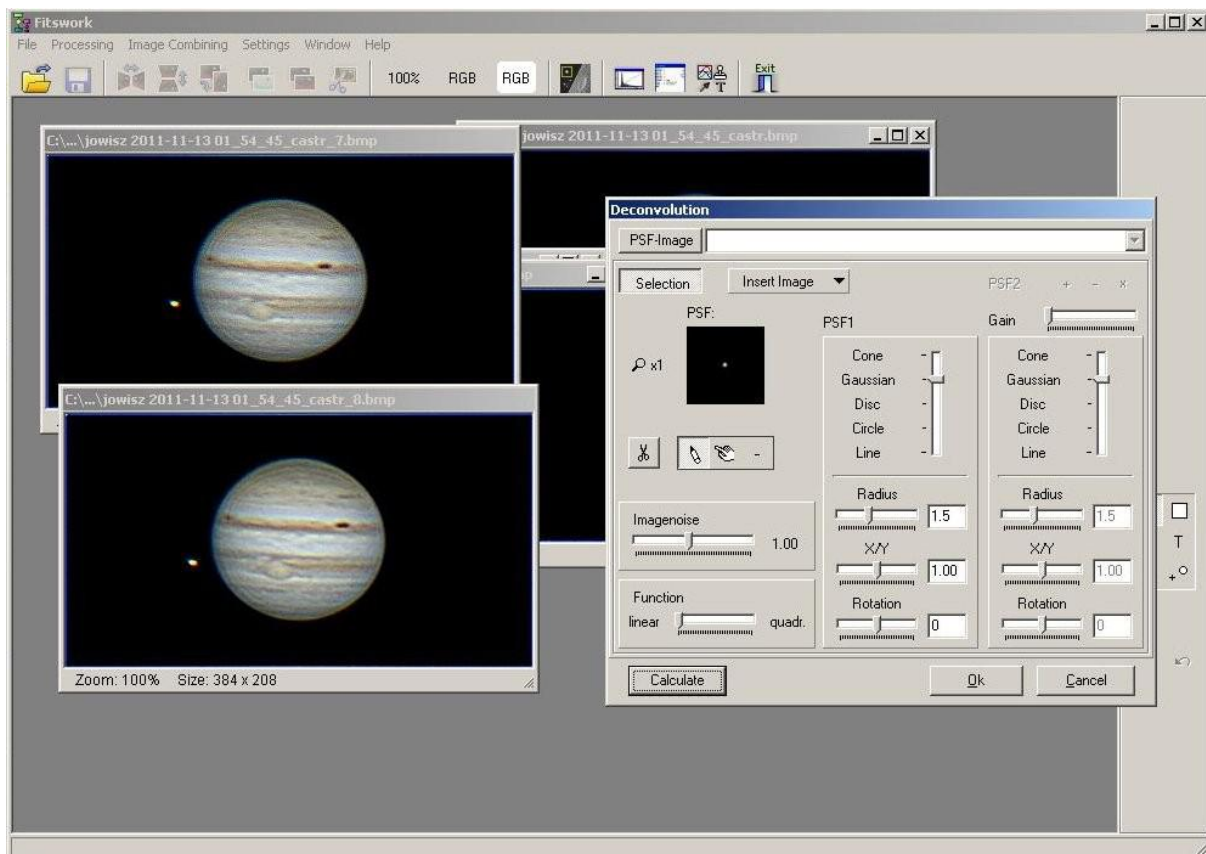 Fitswork
File Processing Image Combining Settings Window Help
100% RGB RGB Exit
T
C:\...\jowisz 2011-11-13 01_54_45_castr_7.bmp
jowisz 2011-11-13 01_54_45_castr.bmp
C:\...\jowisz 2011-11-13 01_54_45_castr_8.bmp
Zoom: 100% Size: 384 x 208
Deconvolution
PSF-Image
Selection
Insert Image
PSF2 + - x
PSF:
PSF1
Gain
x1
Cone
Gaussian
Disc
Circle
Line
Cone
Gaussian
Disc
Circle
Line
Imagenoise
1.00
Function
linear quadr.
Radius
1.5
X/Y
1.00
Rotation
0
Radius
1.5
X/Y
1.00
Rotation
0
Calculate
Ok
Cancel
T